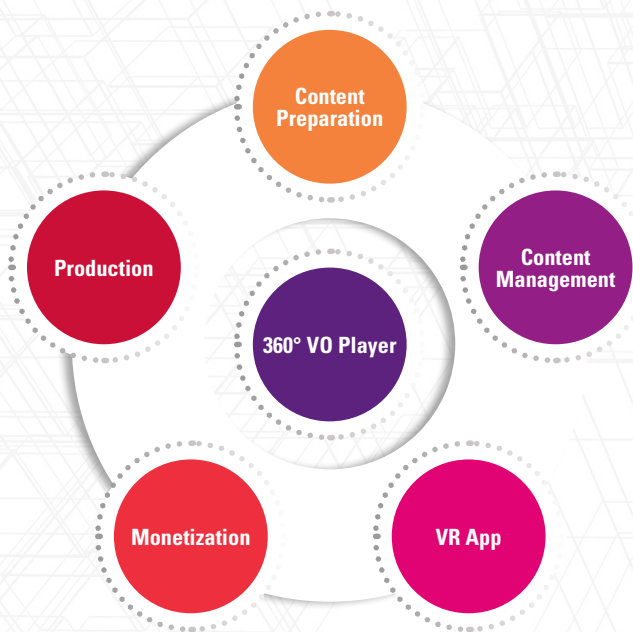 Content
Preparation
Production
Content
Management
360° VO Player
Monetization
VR App